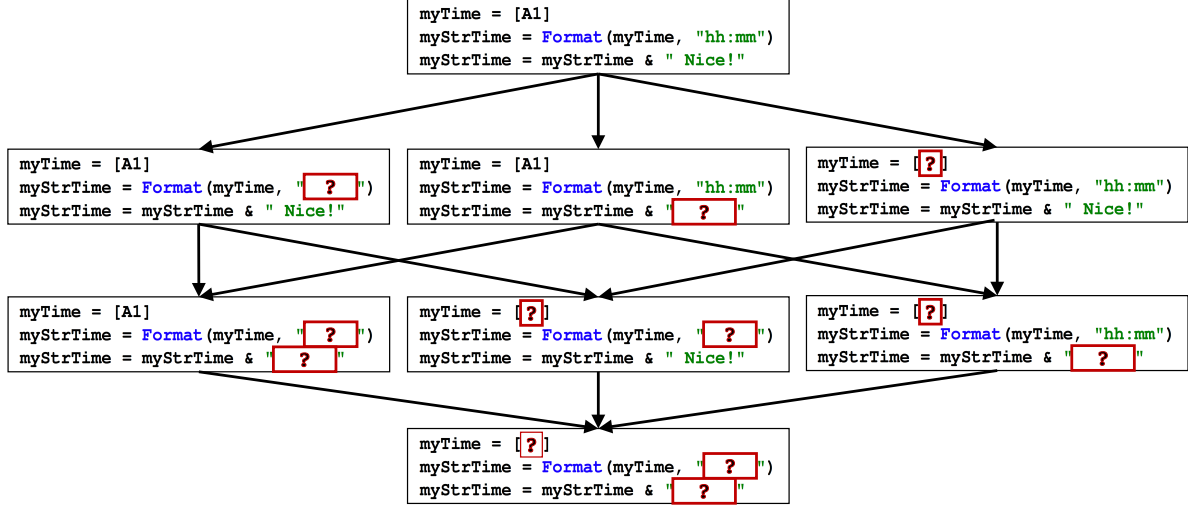 myTime = [A1]
myStrTime = Format(myTime, "hh:mm")
myStrTime = myStrTime & " Nice!"
myTime = [A1]
myStrTime = Format(myTime, "?")
myStrTime = myStrTime & " Nice!"
myTime = [A1]
myStrTime = Format(myTime, "hh:mm")
myStrTime = myStrTime & "?"
myTime = [?]
myStrTime = Format(myTime, "hh:mm")
myStrTime = myStrTime & " Nice!"
myTime = [A1]
myStrTime = Format(myTime, "?")
myStrTime = myStrTime & "?"
myTime = [?]
myStrTime = Format(myTime, "?")
myStrTime = myStrTime & " Nice!"
myTime = [?]
myStrTime = Format(myTime, "hh:mm")
myStrTime = myStrTime & "?"
myTime = [?]
myStrTime = Format(myTime, "?")
myStrTime = myStrTime & "?"